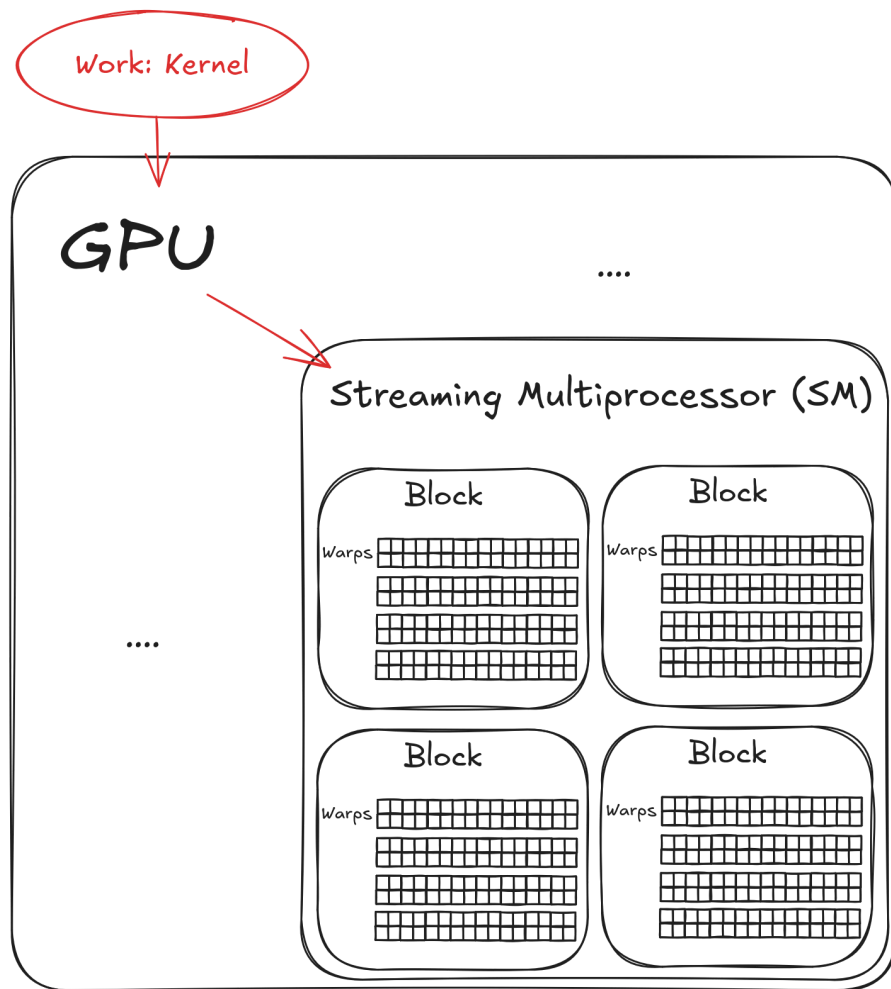 Work: Kernel
GPU
....
Streaming Multiprocessor (SM)
Block
Block
Warps
Warps
....
Block
Block
Warps
Warps